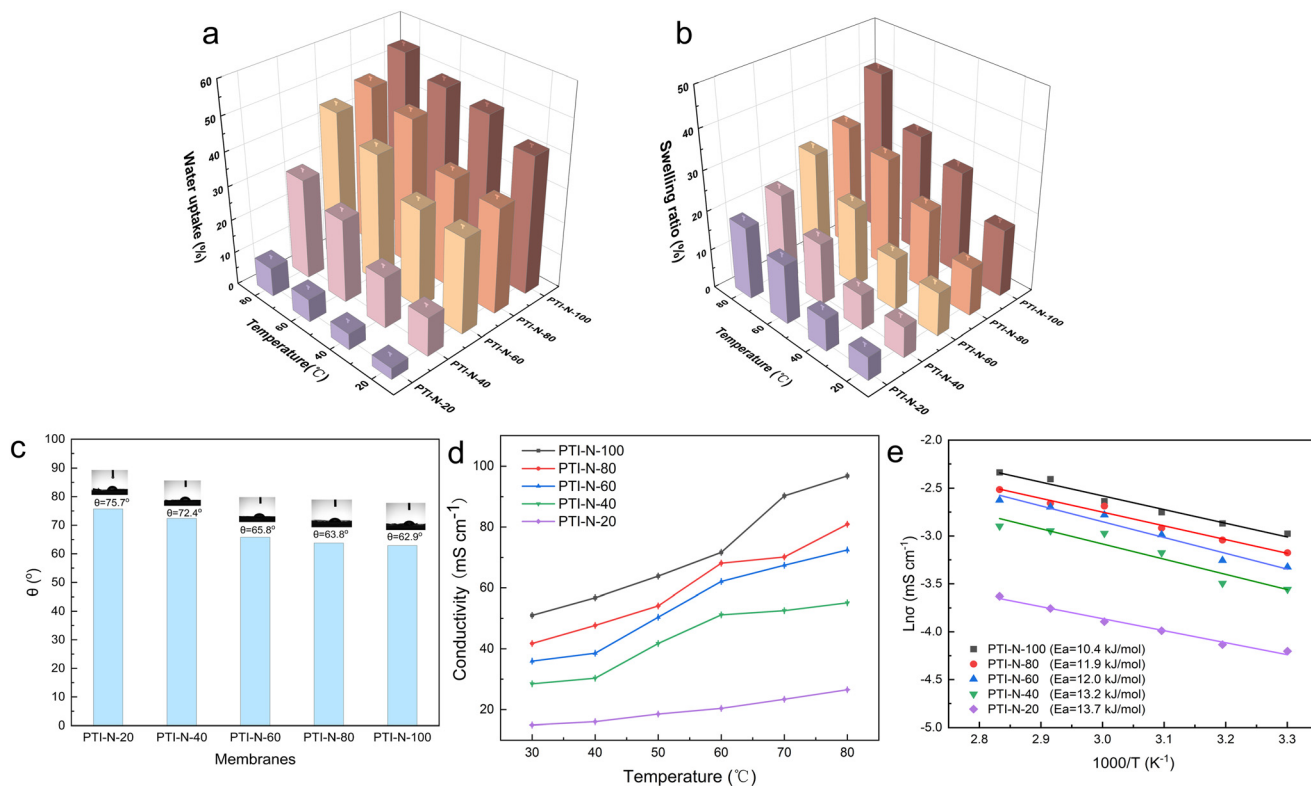 a
60
50
40
30
20
10
0
Water uptake (%)
80
60
40
20
Temperature(℃)
PTI-N-20
PTI-N-40
PTI-N-60
PTI-N-80
PTI-N-100
b
50
40
30
20
10
0
Swelling ratio (%)
80
60
40
20
Temperature (℃)
PTI-N-20
PTI-N-40
PTI-N-60
PTI-N-80
PTI-N-100
c
100
90
80
70
60
50
40
30
20
10
0
θ (º)
θ=75.7º
θ=72.4º
θ=65.8º
θ=63.8º
θ=62.9º
PTI-N-20 PTI-N-40 PTI-N-60 PTI-N-80 PTI-N-100
Membranes
d
PTI-N-100
PTI-N-80
PTI-N-60
PTI-N-40
PTI-N-20
100
80
60
40
20
Conductivity (mS cm⁻¹)
30 40 50 60 70 80
Temperature (℃)
e
-2.0
-2.5
-3.0
-3.5
-4.0
-4.5
-5.0
Lnσ (mS cm⁻¹)
PTI-N-100 (Ea=10.4 kJ/mol)
PTI-N-80 (Ea=11.9 kJ/mol)
PTI-N-60 (Ea=12.0 kJ/mol)
PTI-N-40 (Ea=13.2 kJ/mol)
PTI-N-20 (Ea=13.7 kJ/mol)
2.8 2.9 3.0 3.1 3.2 3.3
1000/T (K⁻¹)